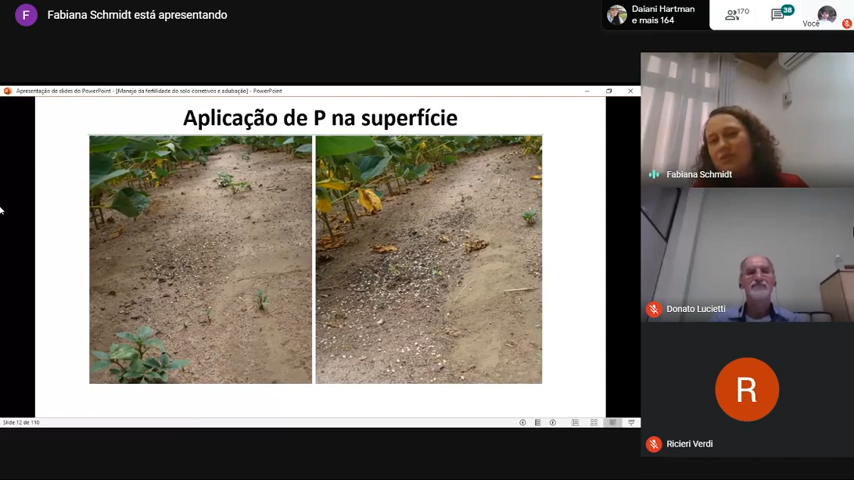 F
Fabiana Schmidt está apresentando
Daiani Hartman
e mais 164
170
38
Você
Apresentação de slides do PowerPoint - [Manejo da fertilidade do solo corretivos e adubação] - PowerPoint
Aplicação de P na superfície
Fabiana Schmidt
Donato Lucietti
R
Ricieri Verdi
Slide 12 de 110